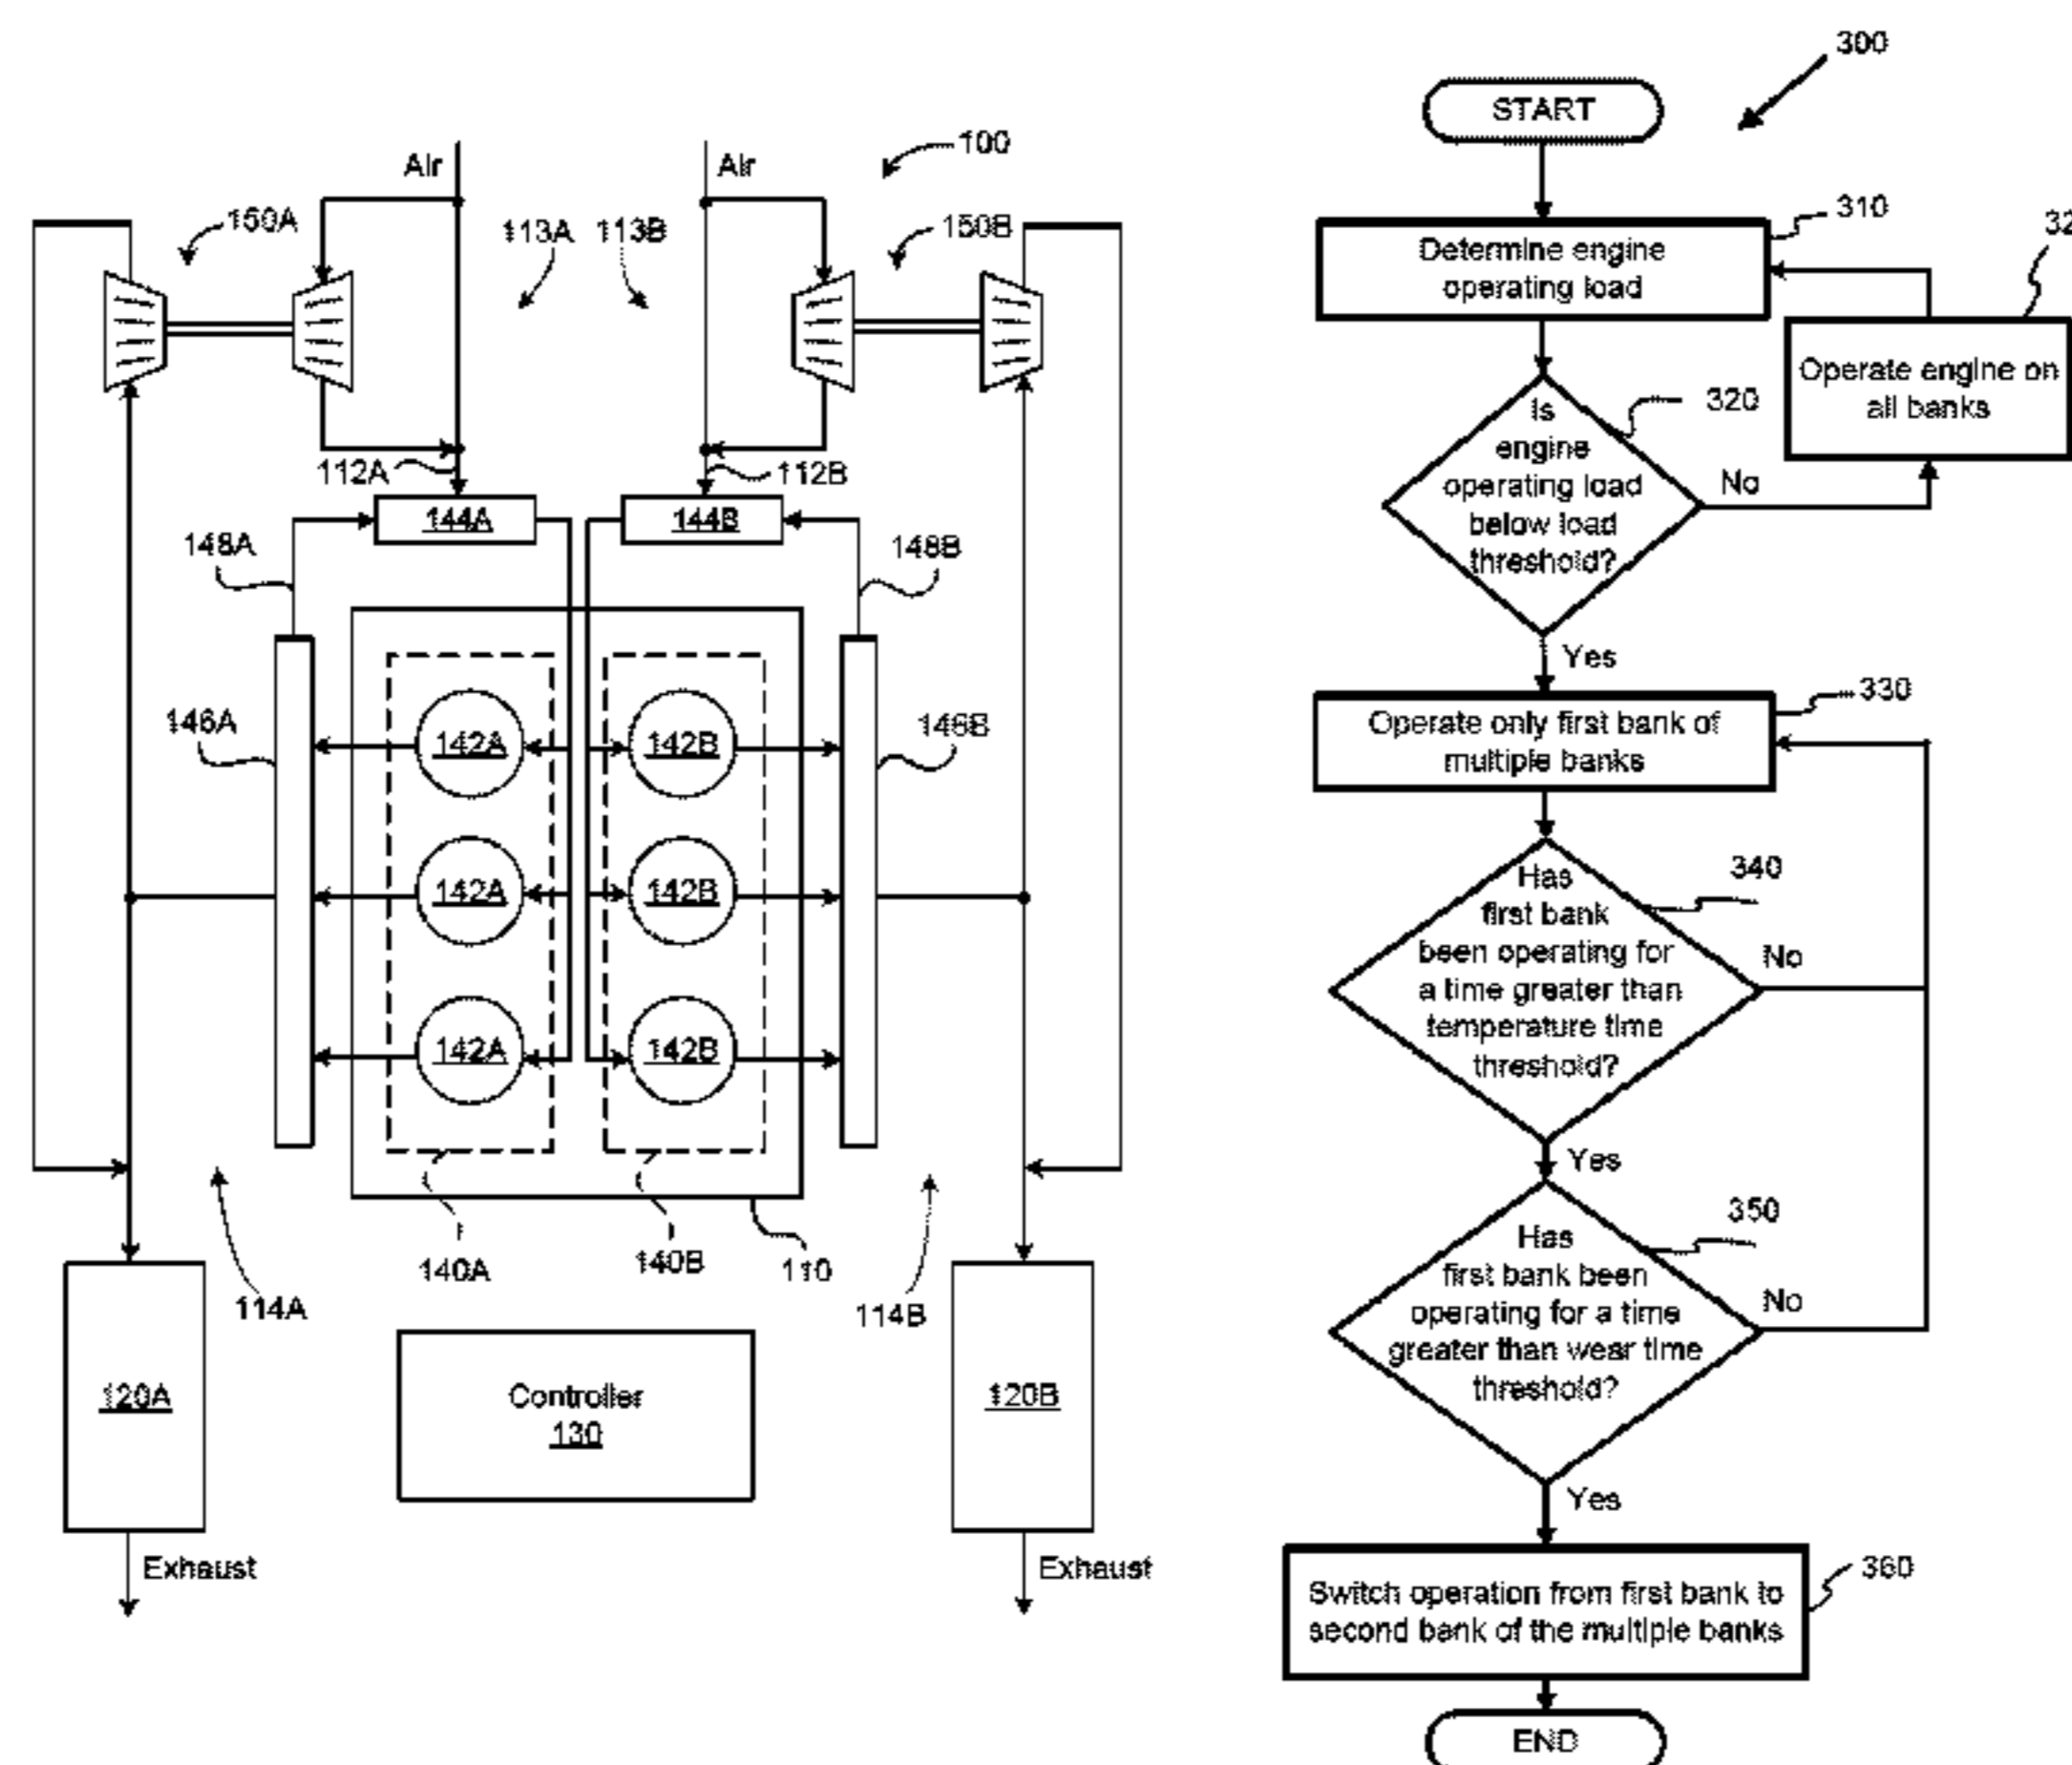 Air
Air
100
150A
113A
113B
150B
112A
112B
144A
144B
148A
148B
146A
146B
142A
142B
142A
142B
142A
142B
140A
140B
110
114A
114B
120A
Controller
130
120B
Exhaust
Exhaust
300
START
310
Determine engine
operating load
Operate engine on
all banks
320
Is
engine
operating load
below load
threshold?
No
Yes
330
Operate only first bank of
multiple banks
340
Has
first bank
been operating for
a time greater than
temperature time
threshold?
No
Yes
350
Has
first bank been
operating for a time
greater than wear time
threshold?
No
Yes
360
Switch operation from first bank to
second bank of the multiple banks
END